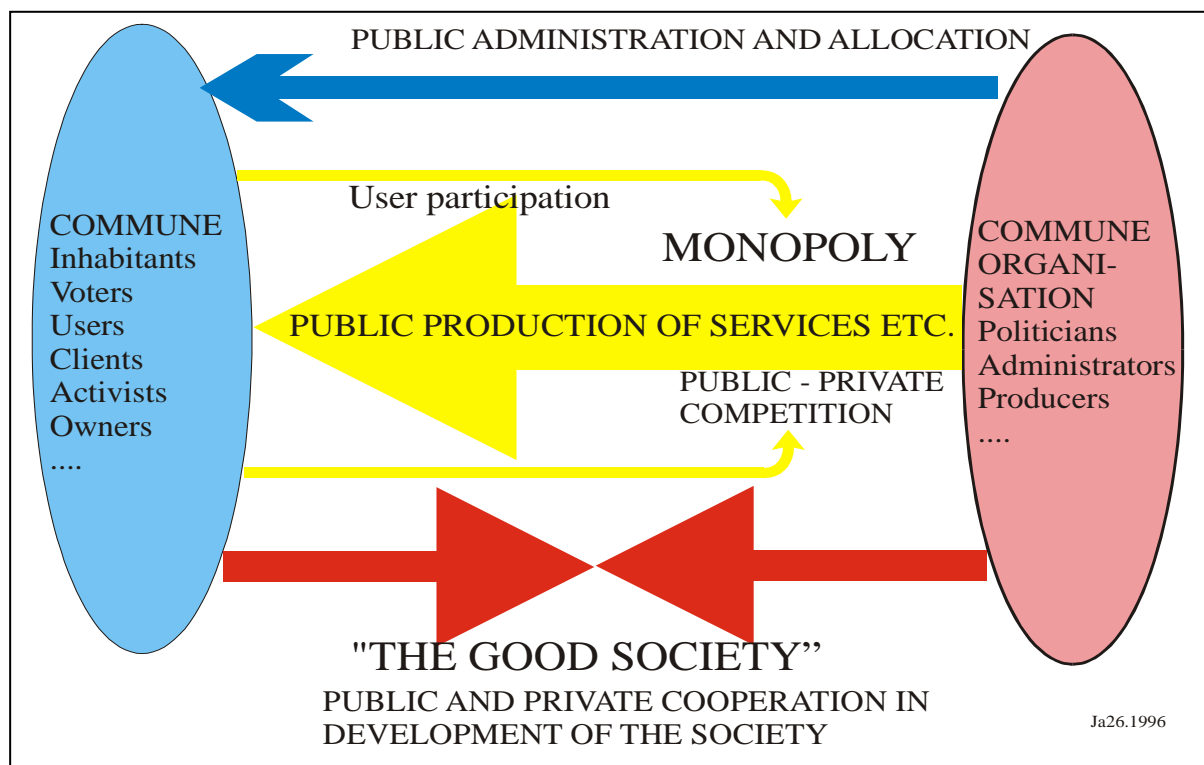 PUBLIC ADMINISTRATION AND ALLOCATION
User participation
COMMUNE
Inhabitants
Voters
Users
Clients
Activists
Owners
....
MONOPOLY
PUBLIC PRODUCTION OF SERVICES ETC.
PUBLIC - PRIVATE
COMPETITION
COMMUNE
ORGANI-
SATION
Politicians
Administrators
Producers
....
"THE GOOD SOCIETY”
PUBLIC AND PRIVATE COOPERATION IN
DEVELOPMENT OF THE SOCIETY
Ja26.1996